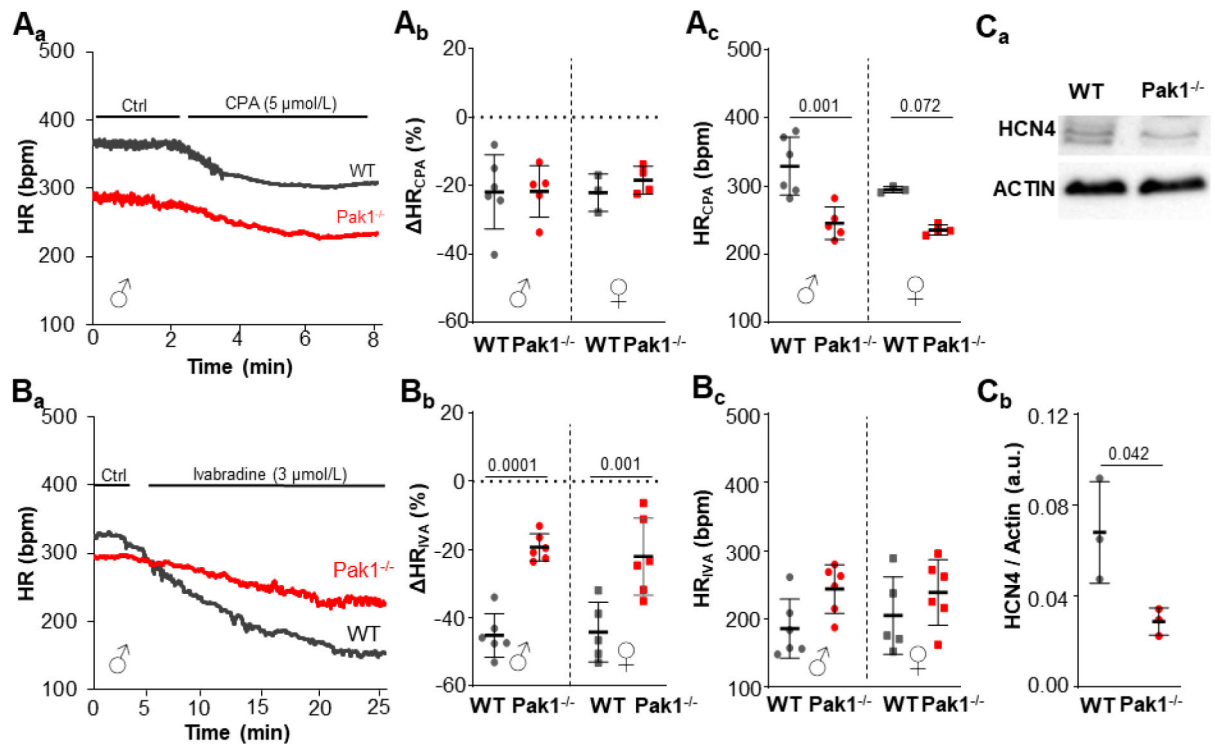 Aa
500
400
300
200
100
HR (bpm)
Ctrl
CPA (5 µmol/L)
WT
Pak1-/-
♂
0 2 4 6 8
Time (min)
Ab
20
0
-20
-40
-60
ΔHRCPA (%)
♂ ♀
WT Pak1-/- WT Pak1-/-
Ac
500
400
300
200
100
HRCPA (bpm)
0.001
0.072
♂ ♀
WT Pak1-/- WT Pak1-/-
Ca
WT Pak1-/-
HCN4
ACTIN
Ba
500
400
300
200
100
HR (bpm)
Ctrl
Ivabradine (3 µmol/L)
Pak1-/-
WT
♂
0 5 10 15 20 25
Time (min)
Bb
20
0
-20
-40
-60
ΔHRIVA (%)
0.0001
0.001
♂ ♀
WT Pak1-/- WT Pak1-/-
Bc
500
400
300
200
100
HRIVA (bpm)
♂ ♀
WT Pak1-/- WT Pak1-/-
Cb
0.12
0.08
0.04
0.00
HCN4 / Actin (a.u.)
0.042
WT Pak1-/-